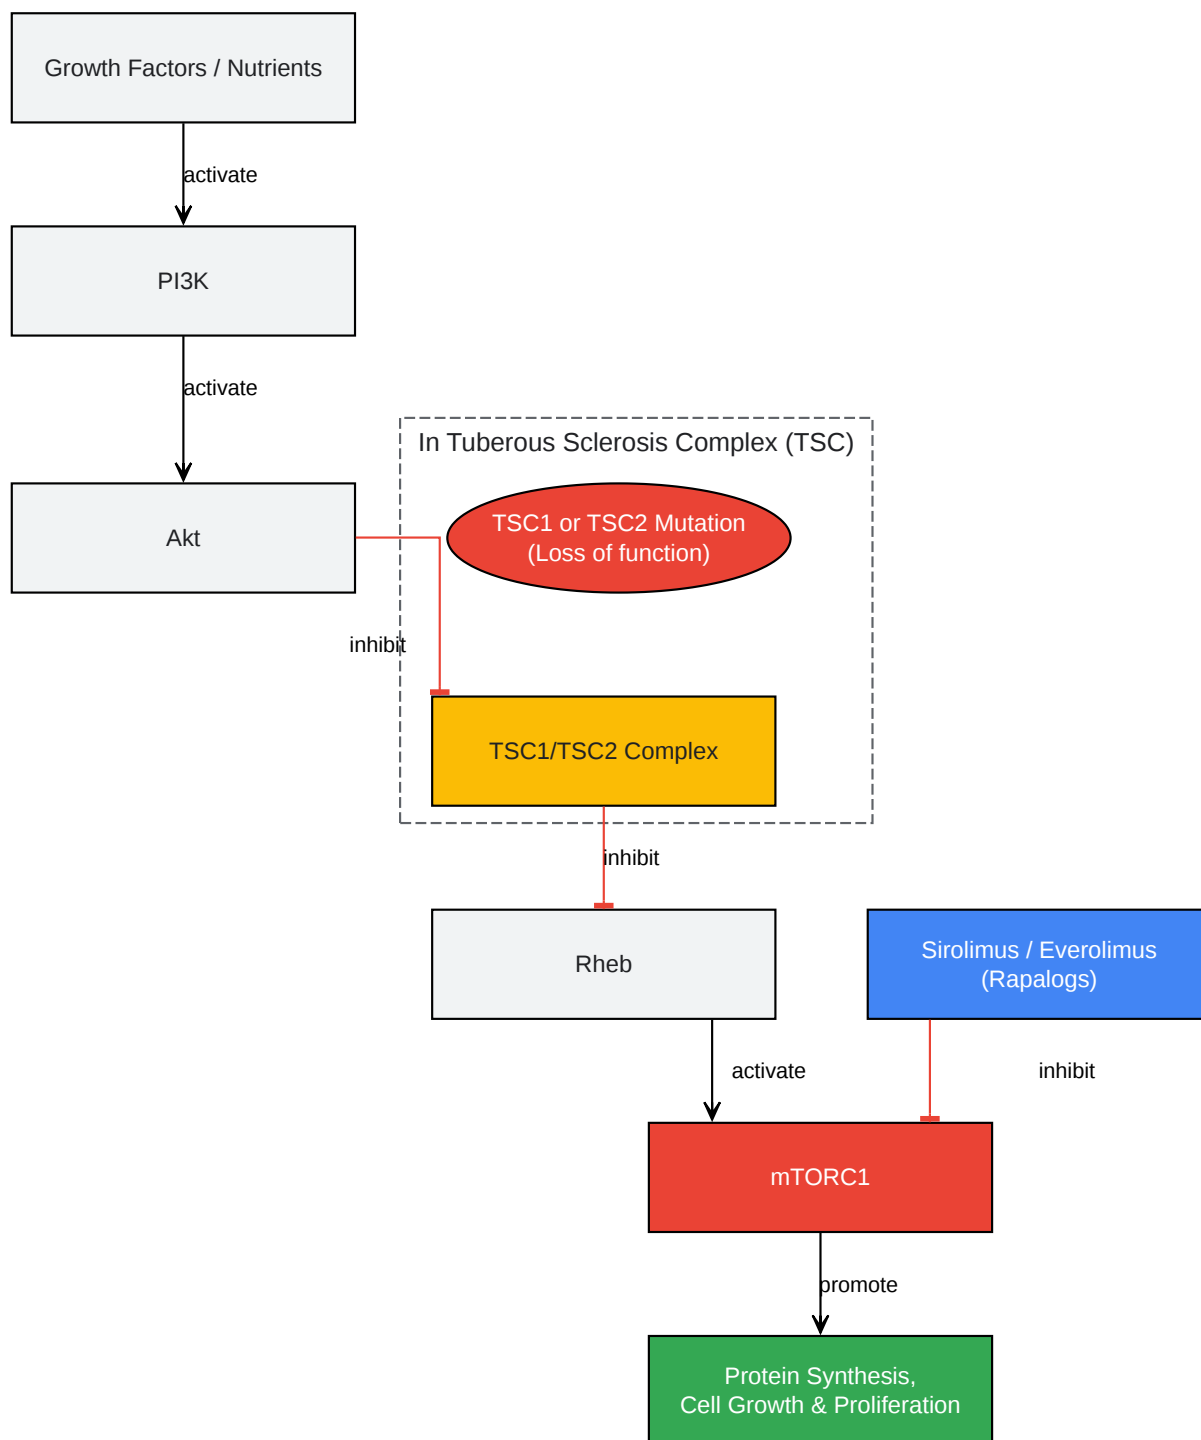 Growth Factors / Nutrients
activate
PI3K
activate
In Tuberous Sclerosis Complex (TSC)
Akt
TSC1 or TSC2 Mutation
(Loss of function)
inhibit
TSC1/TSC2 Complex
inhibit
Rheb
Sirolimus / Everolimus
(Rapalogs)
activate
inhibit
mTORC1
promote
Protein Synthesis,
Cell Growth & Proliferation